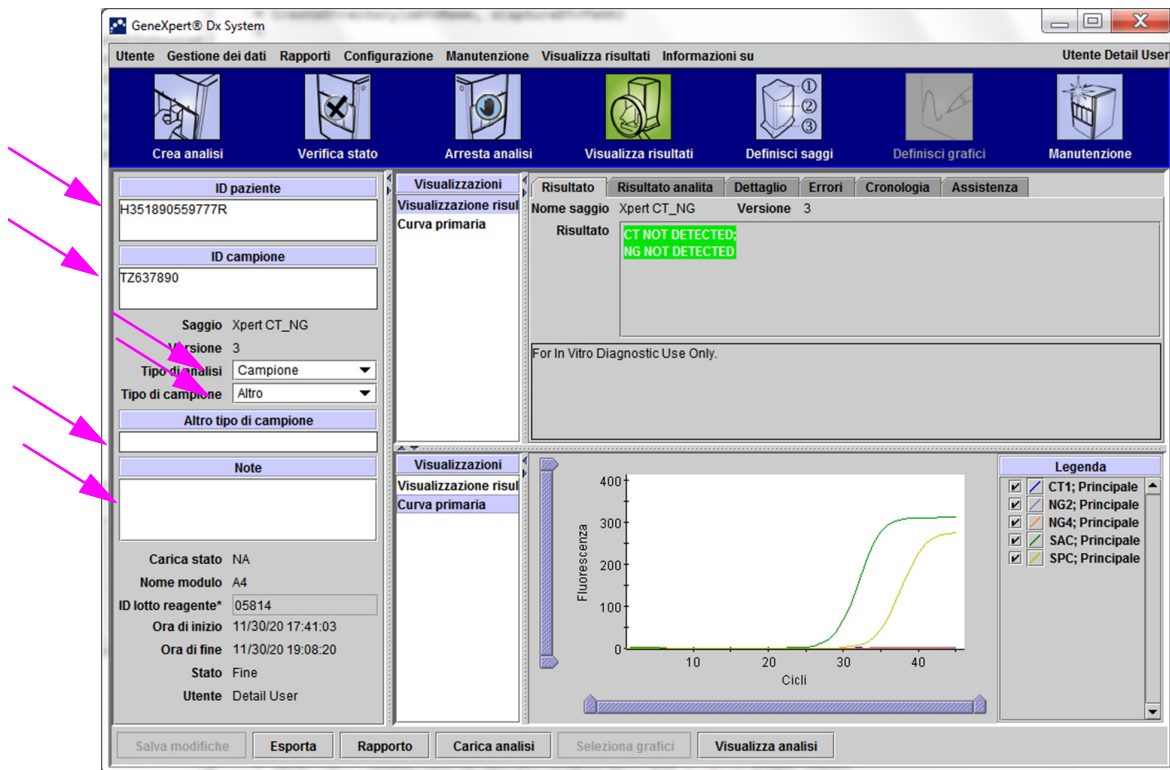 GeneXpert® Dx System
Utente Gestione dei dati Rapporti Configurazione Manutenzione Visualizza risultati Informazioni su Utente Detail User
① ② ③
Crea analisi Verifica stato Arresta analisi Visualizza risultati Definisci saggi Definisci grafici Manutenzione
ID paziente
H351890559777R
ID campione
TZ637890
Saggio Xpert CT_NG
Versione 3
Tipo di analisi Campione
Tipo di campione Altro
Altro tipo di campione
Note
Carica stato NA
Nome modulo A4
ID lotto reagente* 05814
Ora di inizio 11/30/20 17:41:03
Ora di fine 11/30/20 19:08:20
Stato Fine
Utente Detail User
Visualizzazioni
Visualizzazione risul
Curva primaria
Risultato Risultato analita Dettaglio Errori Cronologia Assistenza
Nome saggio Xpert CT_NG Versione 3
Risultato CT NOT DETECTED;
NG NOT DETECTED
For In Vitro Diagnostic Use Only.
Visualizzazioni
Visualizzazione risul
Curva primaria
Fluorescenza
400
300
200
100
0
10 20 30 40
Cicli
Legenda
CT1; Principale
NG2; Principale
NG4; Principale
SAC; Principale
SPC; Principale
Salva modifiche Esporta Rapporto Carica analisi Seleziona grafici Visualizza analisi